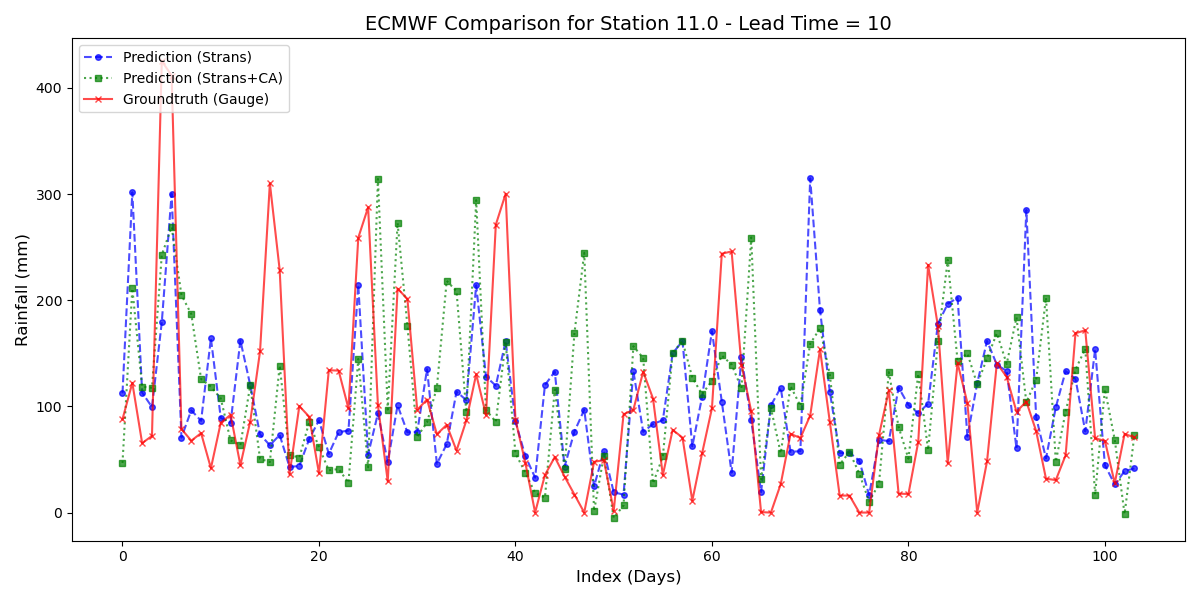 ECMWF Comparison for Station 11.0 - Lead Time = 10
Prediction (Strans)
Prediction (Strans+CA)
Groundtruth (Gauge)
400
300
200
100
0
Rainfall (mm)
0 20 40 60 80 100
Index (Days)